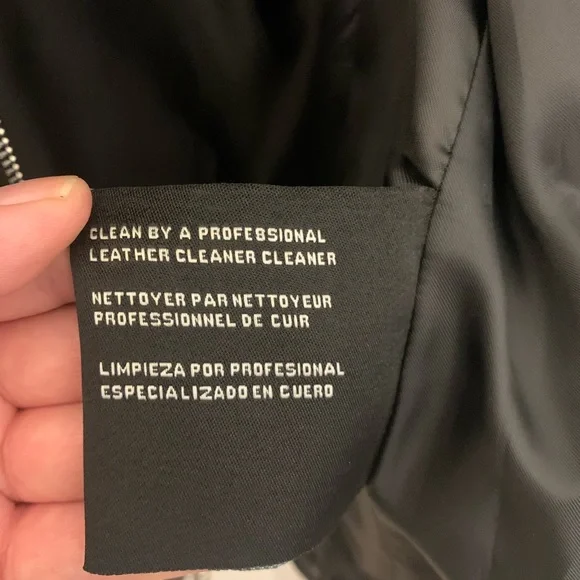 CLEAN BY A PROFESSIONAL
LEATHER CLEANER CLEANER
NETTOYER PAR NETTOYEUR
PROFESSIONNEL DE CUIR
LIMPIEZA POR PROFESIONAL
ESPECIALIZADO EN CUERO